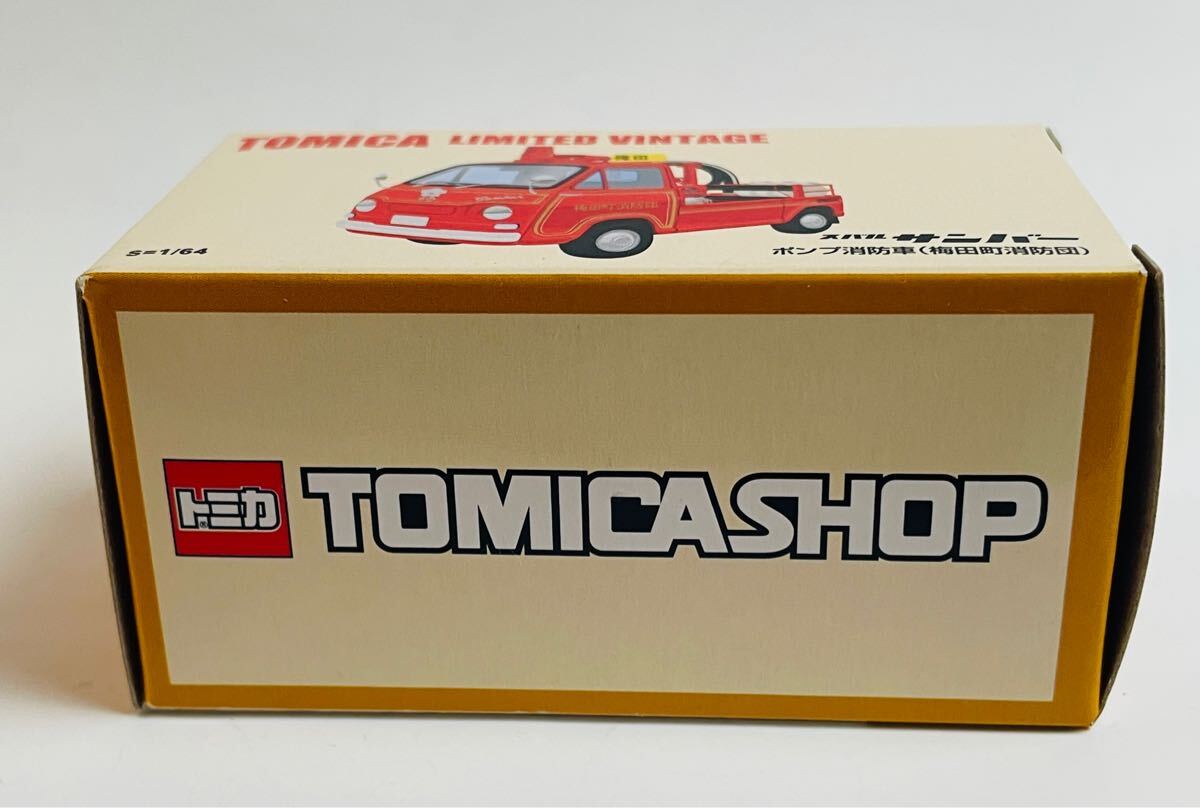 TOMICA LIMITED VINTAGE
梅田
梅田町消防団
S=1/64
スバル サンバー
ポンプ消防車(梅田町消防団)
トミカ® TOMICASHOP